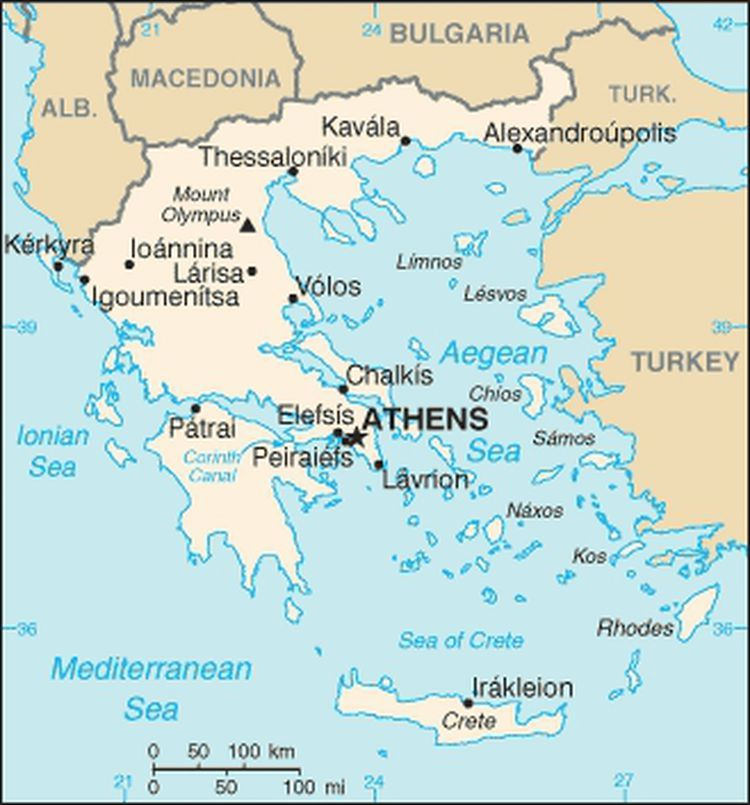 21
24
42
BULGARIA
MACEDONIA
ALB.
TURK.
Kavála
Alexandroúpolis
Thessaloníki
Mount
Olympus
Kérkyra
Ioánnina
Lárisa
Igoumenítsa
Vólos
Límnos
Lésvos
39
39
Aegean
Sea
TURKEY
Chalkís
Chíos
Elefsís
ATHENS
Pátrai
Ionian
Sea
Corinth
Canal
Peiraiéfs
Lávrion
Sámos
Náxos
Kos
36
Rhodes
36
Sea of Crete
Mediterranean
Sea
Irákleion
Crete
0 50 100 km
0 50 100 mi
21
24
27